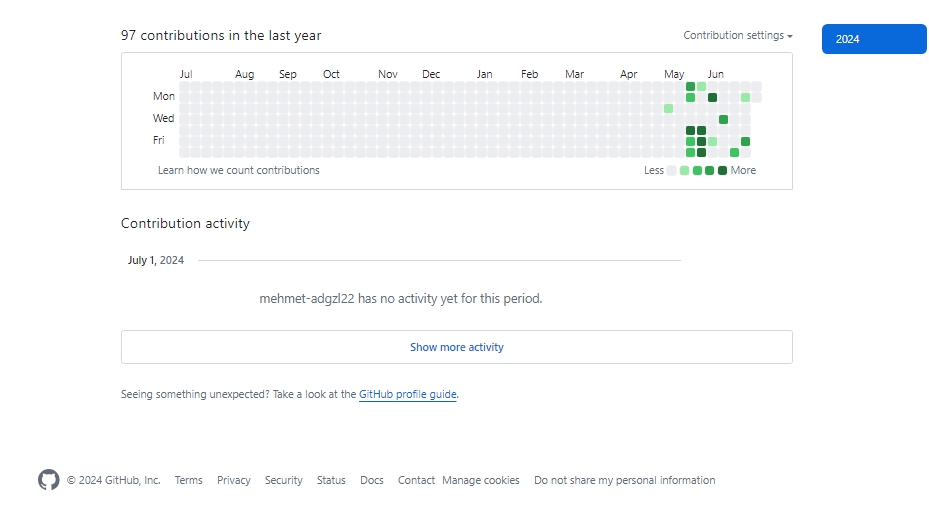 97 contributions in the last year
Contribution settings
2024
Jul Aug Sep Oct Nov Dec Jan Feb Mar Apr May Jun
Mon
Wed
Fri
Learn how we count contributions
Less More
Contribution activity
July 1, 2024
mehmet-adgzl22 has no activity yet for this period.
Show more activity
Seeing something unexpected? Take a look at the GitHub profile guide.
© 2024 GitHub, Inc. Terms Privacy Security Status Docs Contact Manage cookies Do not share my personal information